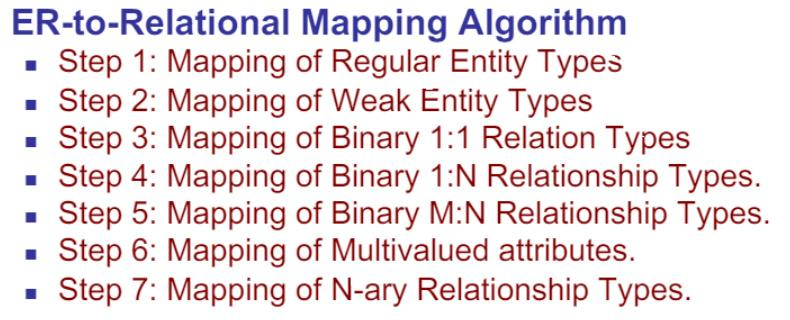 ER-to-Relational Mapping Algorithm
Step 1: Mapping of Regular Entity Types
Step 2: Mapping of Weak Entity Types
Step 3: Mapping of Binary 1:1 Relation Types
Step 4: Mapping of Binary 1:N Relationship Types.
Step 5: Mapping of Binary M:N Relationship Types.
Step 6: Mapping of Multivalued attributes.
Step 7: Mapping of N-ary Relationship Types.